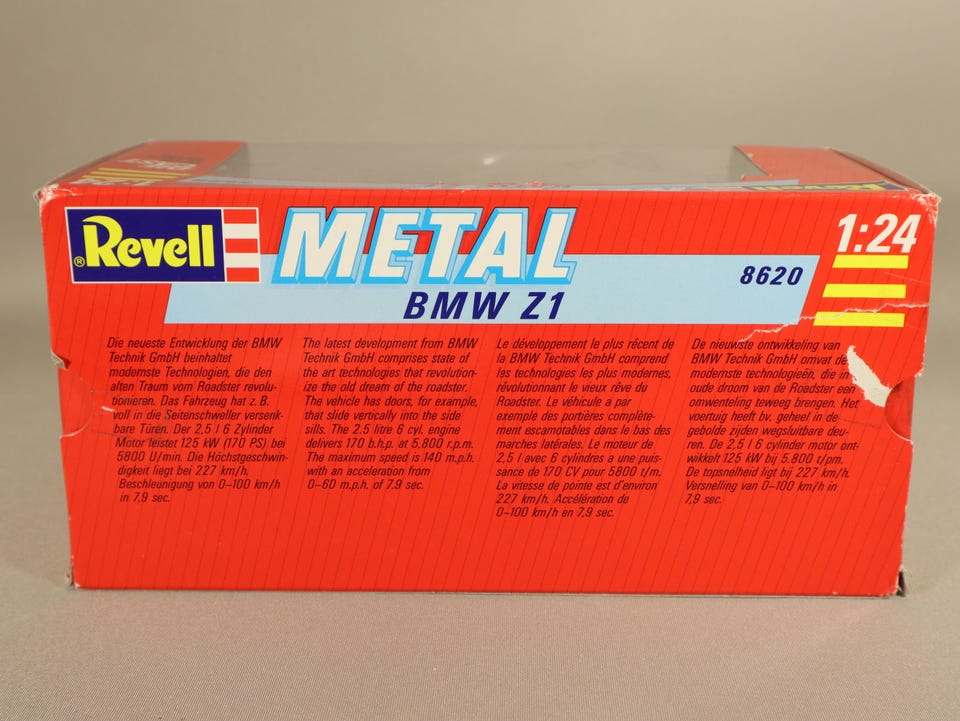 DIE CAST
1:24
Revell
® Revell
METAL
1:24
BMW Z1
8620
Die neueste Entwicklung der BMW
Technik GmbH beinhaltet
modernste Technologien, die den
alten Traum vom Roadster revolu-
tionieren. Das Fahrzeug hat z. B.
voll in die Seitenschweller versenk-
bare Türen. Der 2,5 l 6 Zylinder
Motor leistet 125 kW (170 PS) bei
5800 U/min. Die Höchstgeschwin-
digkeit liegt bei 227 km/h.
Beschleunigung von 0–100 km/h
in 7,9 sec.
The latest development from BMW
Technik GmbH comprises state of
the art technologies that revolution-
ize the old dream of the roadster.
The vehicle has doors, for example,
that slide vertically into the side
sills. The 2.5 litre 6 cyl. engine
delivers 170 b.h.p. at 5,800 r.p.m.
The maximum speed is 140 m.p.h.
with an acceleration from
0–60 m.p.h. of 7.9 sec.
Le développement le plus récent de
la BMW Technik GmbH comprend
les technologies les plus modernes,
révolutionnant le vieux rêve du
Roadster. Le véhicule a par
exemple des portières complète-
ment escamotables dans le bas des
marches latérales. Le moteur de
2,5 l avec 6 cylindres a une puis-
sance de 170 CV pour 5800 t/m.
La vitesse de pointe est d'environ
227 km/h. Accélération de
0–100 km/h en 7,9 sec.
De nieuwste ontwikkeling van
BMW Technik GmbH omvat de
modernste technologieën, die in
oude droom van de Roadster een
omwenteling teweeg brengen. Het
voertuig heeft bv. geheel in de
gebolde zijden wegsluitbare deu-
ren. De 2,5 l 6 cylinder motor ont-
wikkelt 125 kW bij 5,800 t/pm.
De topsnelheid ligt bij 227 km/h.
Versnelling van 0–100 km/h in
7,9 sec.